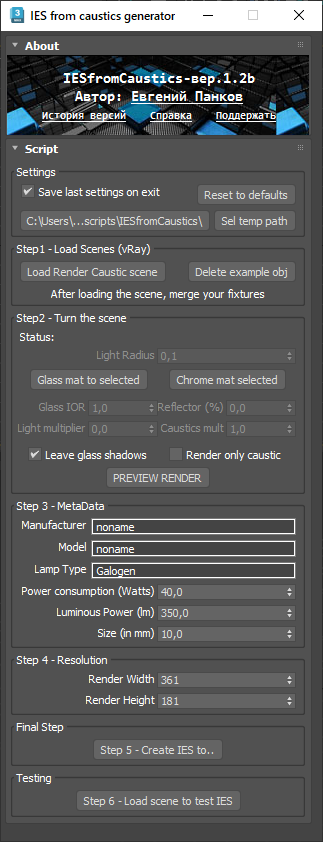 3
IES from caustics generator
About
IESfromCaustics-вер.1.2b
Автор: Евгений Панков
История версий Справка Поддержать
Script
Settings
Save last settings on exit Reset to defaults
C:\Users\...scripts\IESfromCaustics\ Sel temp path
Step1 - Load Scenes (vRay)
Load Render Caustic scene Delete example obj
After loading the scene, merge your fixtures
Step2 - Turn the scene
Status:
Light Radius 0,1
Glass mat to selected Chrome mat selected
Glass IOR 1,0 Reflector (%) 0,0
Light multiplier 0,0 Caustics mult 1,0
Leave glass shadows Render only caustic
PREVIEW RENDER
Step 3 - MetaData
Manufacturer noname
Model noname
Lamp Type Galogen
Power consumption (Watts) 40,0
Luminous Power (lm) 350,0
Size (in mm) 10,0
Step 4 - Resolution
Render Width 361
Render Height 181
Final Step
Step 5 - Create IES to..
Testing
Step 6 - Load scene to test IES